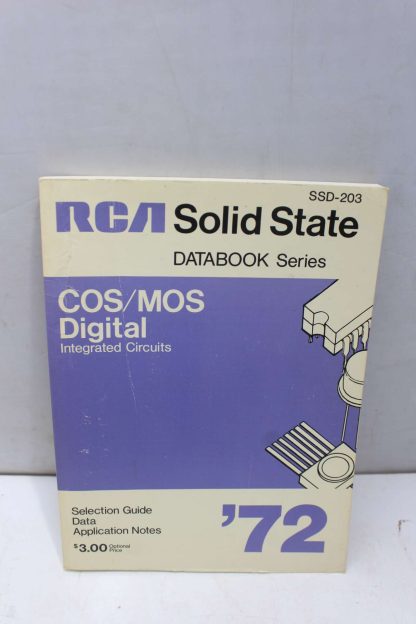 SSD-203
RCA Solid State
DATABOOK Series
COS/MOS
Digital
Integrated Circuits
Selection Guide
Data
Application Notes
$3.00 Optional Price
'72